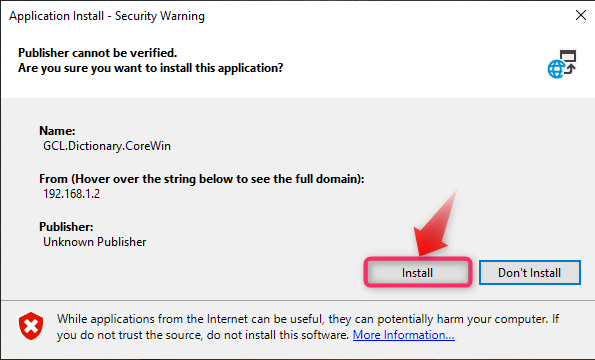 Application Install - Security Warning
Publisher cannot be verified.
Are you sure you want to install this application?
Name:
GCL.Dictionary.CoreWin
From (Hover over the string below to see the full domain):
192.168.1.2
Publisher:
Unknown Publisher
Install
Don't Install
While applications from the Internet can be useful, they can potentially harm your computer. If
you do not trust the source, do not install this software. More Information...